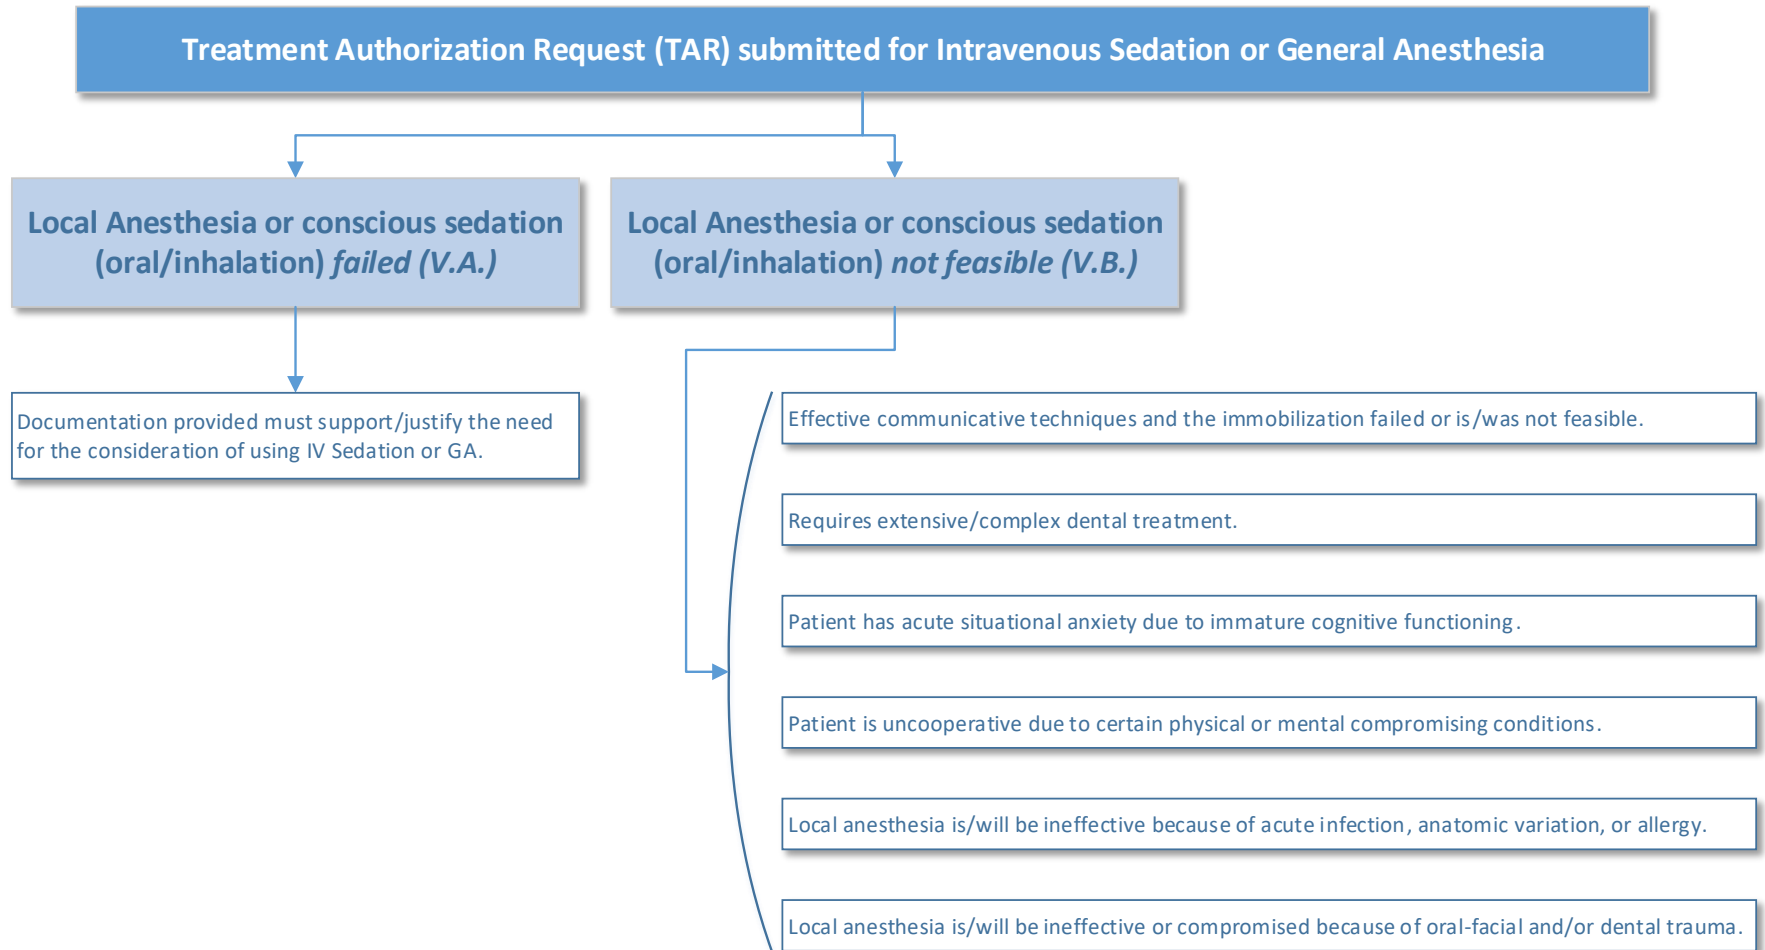 Treatment Authorization Request (TAR) submitted for Intravenous Sedation or General Anesthesia
Local Anesthesia or conscious sedation
(oral/inhalation) failed (V.A.)
Local Anesthesia or conscious sedation
(oral/inhalation) not feasible (V.B.)
Documentation provided must support/justify the need
for the consideration of using IV Sedation or GA.
Effective communicative techniques and the immobilization failed or is/was not feasible.
Requires extensive/complex dental treatment.
Patient has acute situational anxiety due to immature cognitive functioning.
Patient is uncooperative due to certain physical or mental compromising conditions.
Local anesthesia is/will be ineffective because of acute infection, anatomic variation, or allergy.
Local anesthesia is/will be ineffective or compromised because of oral-facial and/or dental trauma.